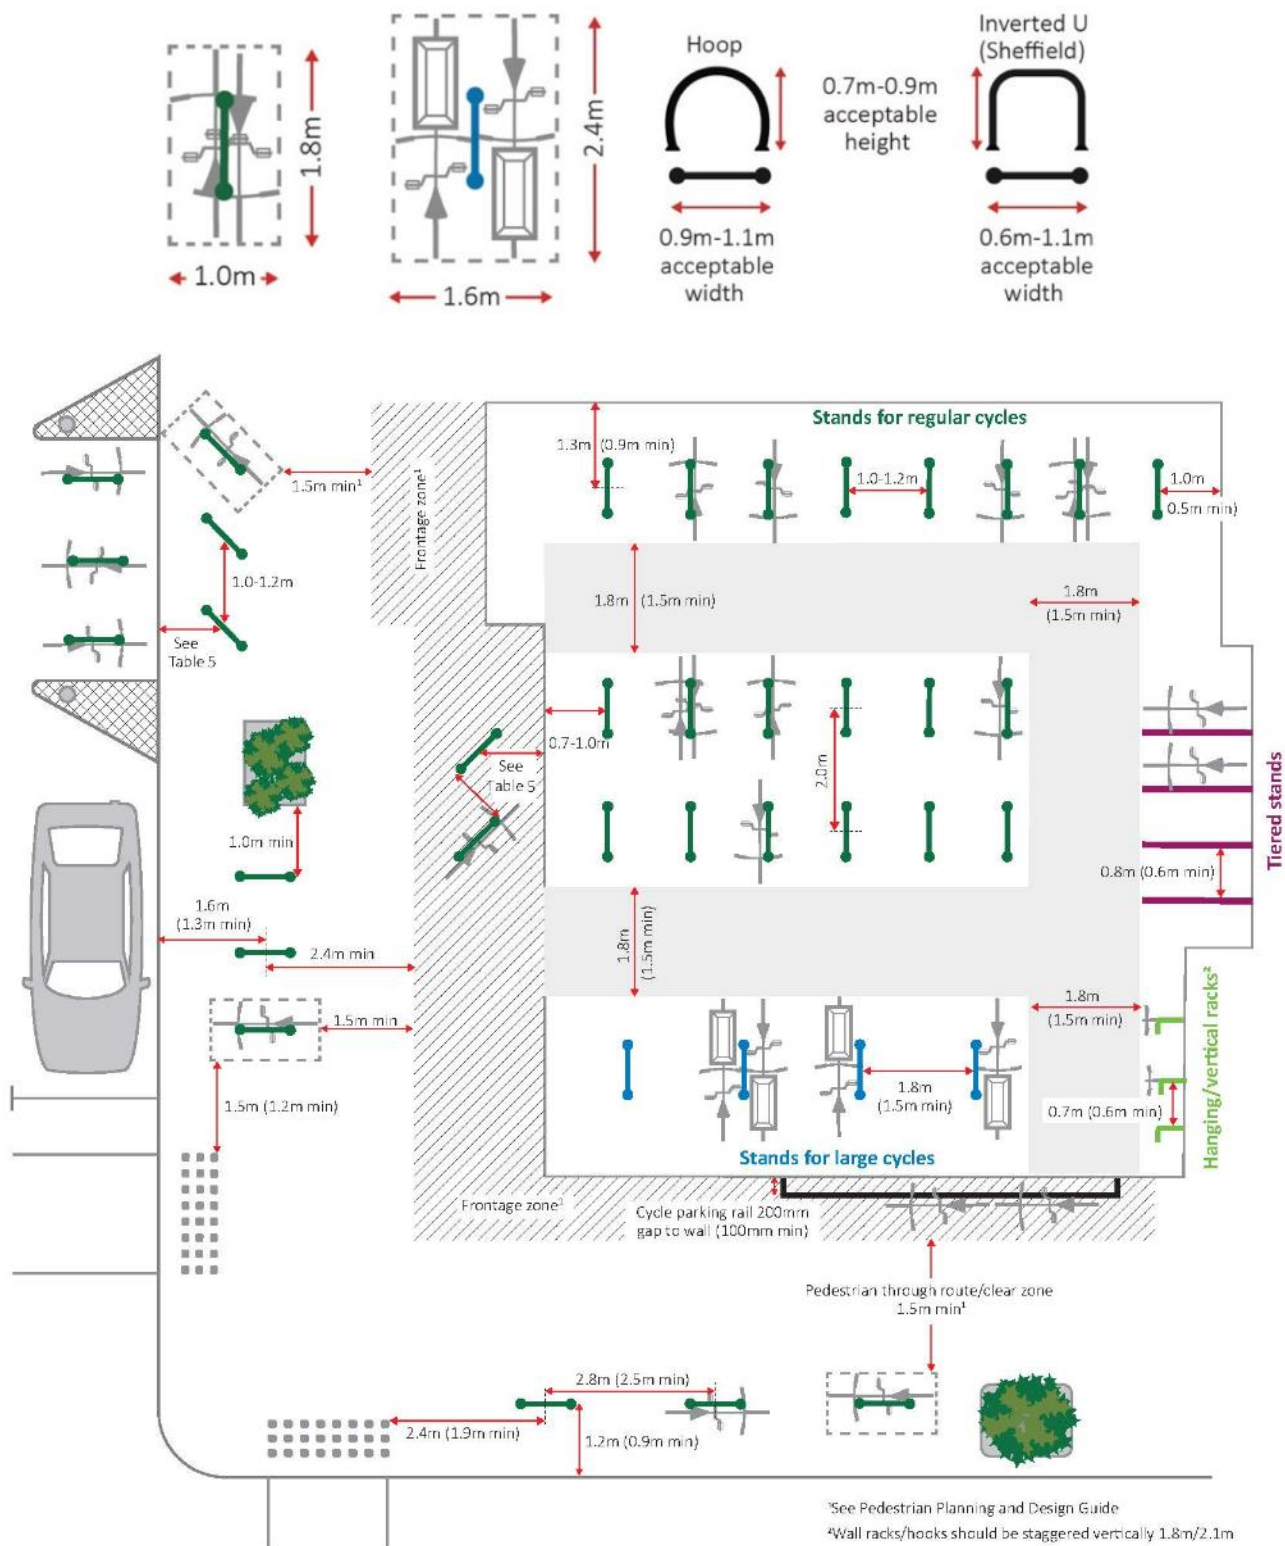 1.8m
1.0m
2.4m
1.6m
Hoop
0.7m-0.9m
acceptable
height
Inverted U
(Sheffield)
0.9m-1.1m
acceptable
width
0.6m-1.1m
acceptable
width
Stands for regular cycles
1.3m (0.9m min)
1.5m min¹
Frontage zone¹
1.0-1.2m
1.0m
0.5m min)
1.0-1.2m
1.8m (1.5m min)
1.8m
(1.5m min)
See
Table 5
0.7-1.0m
See
Table 5
2.0m
Tiered stands
1.0m min
0.8m (0.6m min)
1.6m
(1.3m min)
2.4m min
1.8m
(1.5m min)
1.5m min
1.8m
(1.5m min)
Hanging/vertical racks²
1.5m (1.2m min)
1.8m
(1.5m min)
0.7m (0.6m min)
Stands for large cycles
Frontage zone¹
Cycle parking rail 200mm
gap to wall (100mm min)
Pedestrian through route/clear zone
1.5m min¹
2.8m (2.5m min)
2.4m (1.9m min)
1.2m (0.9m min)
¹See Pedestrian Planning and Design Guide
²Wall racks/hooks should be staggered vertically 1.8m/2.1m